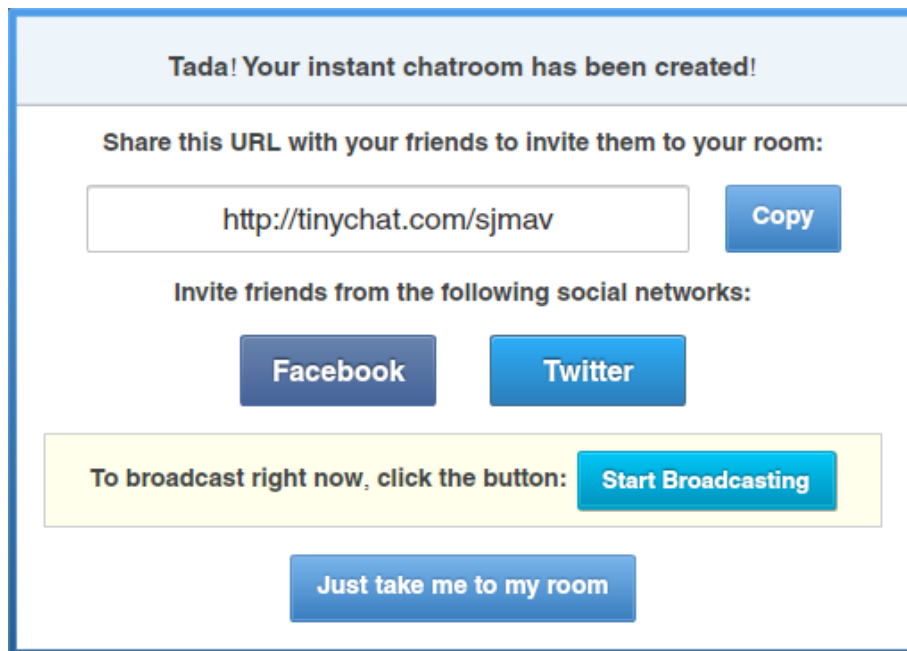 Tada! Your instant chatroom has been created!
Share this URL with your friends to invite them to your room:
http://tinychat.com/sjmav Copy
Invite friends from the following social networks:
Facebook Twitter
To broadcast right now, click the button: Start Broadcasting
Just take me to my room